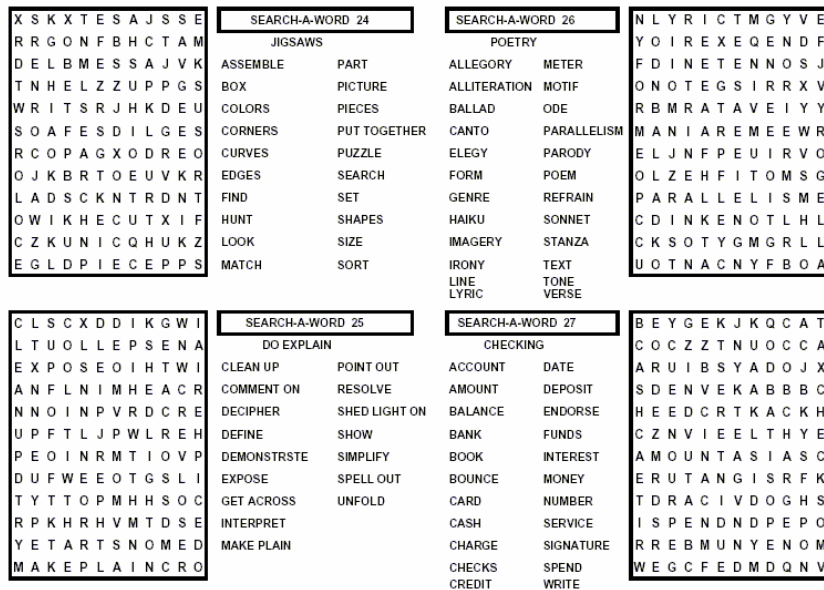 X S K X T E S A J S S E
R R G O N F B H C T A M
D E L B M E S S A J V K
T N H E L Z Z U P P G S
W R I T S R J H K D E U
S O A F E S D I L G E S
R C O P A G X O D R E O
O J K B R T O E U V K R
L A D S C K N T R D N T
O W I K H E C U T X I F
C Z K U N I C Q H U K Z
E G L D P I E C E P P S
SEARCH-A-WORD 24
JIGSAWS
ASSEMBLE PART
BOX PICTURE
COLORS PIECES
CORNERS PUT TOGETHER
CURVES PUZZLE
EDGES SEARCH
FIND SET
HUNT SHAPES
LOOK SIZE
MATCH SORT
SEARCH-A-WORD 26
POETRY
ALLEGORY METER
ALLITERATION MOTIF
BALLAD ODE
CANTO PARALLELISM
ELEGY PARODY
FORM POEM
GENRE REFRAIN
HAIKU SONNET
IMAGERY STANZA
IRONY TEXT
LINE TONE
LYRIC VERSE
N L Y R I C T M G Y V E
Y O I R E X E Q E N D F
F D I N E T E N N O S J
O N O T E G S I R R X V
R B M R A T A V E I Y Y
M A N I A R E M E E W R
E L J N F P E U I R V O
O L Z E H F I T O M S G
P A R A L L E L I S M E
C D I N K E N O T L H L
C K S O T Y G M G R L L
U O T N A C N Y F B O A
C L S C X D D I K G W I
L T U O L L E P S E N A
E X P O S E O I H T W I
A N F L N I M H E A C R
N N O I N P V R D C R E
U P F T L J P W L R E H
P E O I N R M T I O V P
D U F W E E O T G S L I
T Y T T O P M H H S O C
R P K H R H V M T D S E
Y E T A R T S N O M E D
M A K E P L A I N C R O
SEARCH-A-WORD 25
DO EXPLAIN
CLEAN UP POINT OUT
COMMENT ON RESOLVE
DECIPHER SHED LIGHT ON
DEFINE SHOW
DEMONSTRSTE SIMPLIFY
EXPOSE SPELL OUT
GET ACROSS UNFOLD
INTERPRET
MAKE PLAIN
SEARCH-A-WORD 27
CHECKING
ACCOUNT DATE
AMOUNT DEPOSIT
BALANCE ENDORSE
BANK FUNDS
BOOK INTEREST
BOUNCE MONEY
CARD NUMBER
CASH SERVICE
CHARGE SIGNATURE
CHECKS SPEND
CREDIT WRITE
B E Y G E K J K Q C A T
C O C Z Z T N U O C C A
A R U I B S Y A D O J X
S D E N V E K A B B B C
H E E D C R T K A C K H
C Z N V I E E L T H Y E
A M O U N T A S I A S C
E R U T A N G I S R F K
T D R A C I V D O G H S
I S P E N D N D P E P O
R R E B M U N Y E N O M
W E G C F E D M D Q N V